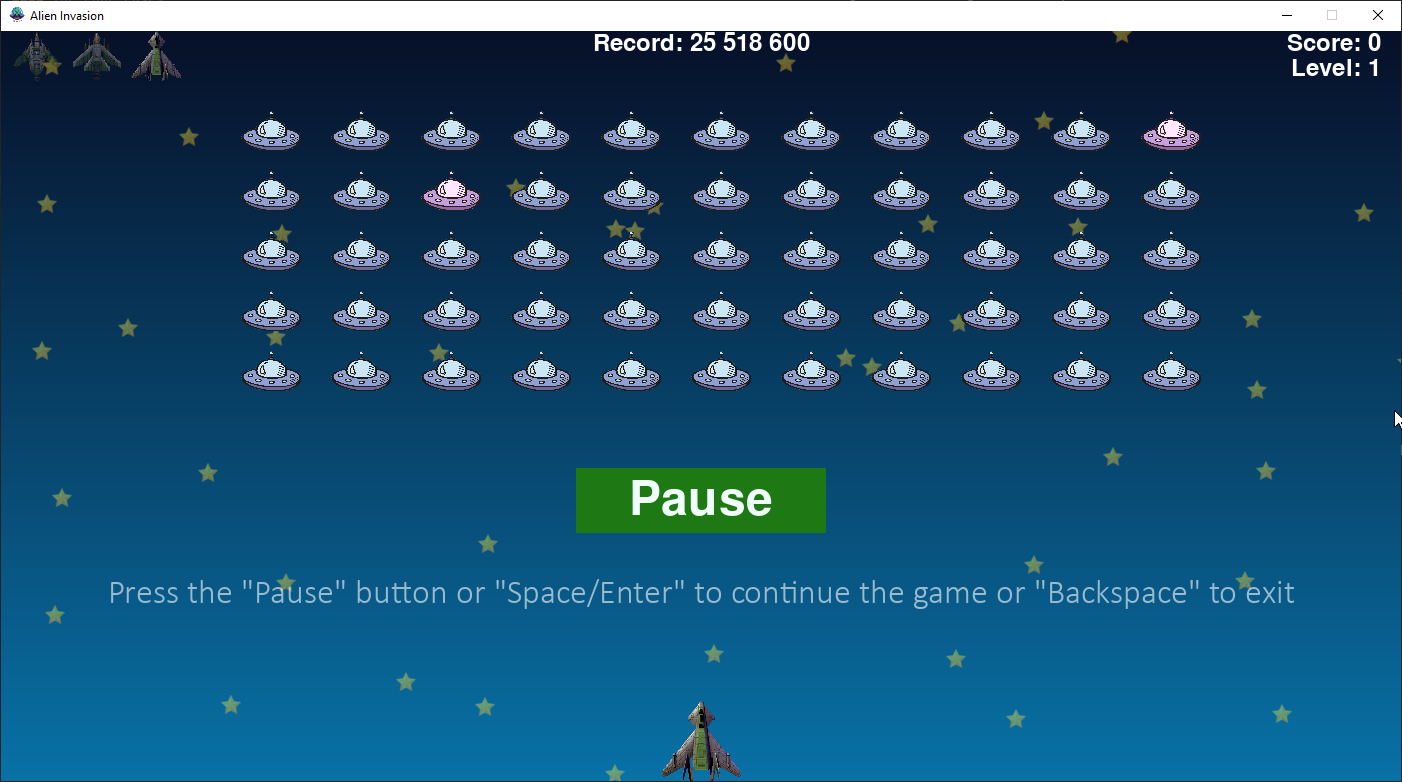 Alien Invasion
Record: 25 518 600
Score: 0
Level: 1
Pause
Press the "Pause" button or "Space/Enter" to continue the game or "Backspace" to exit